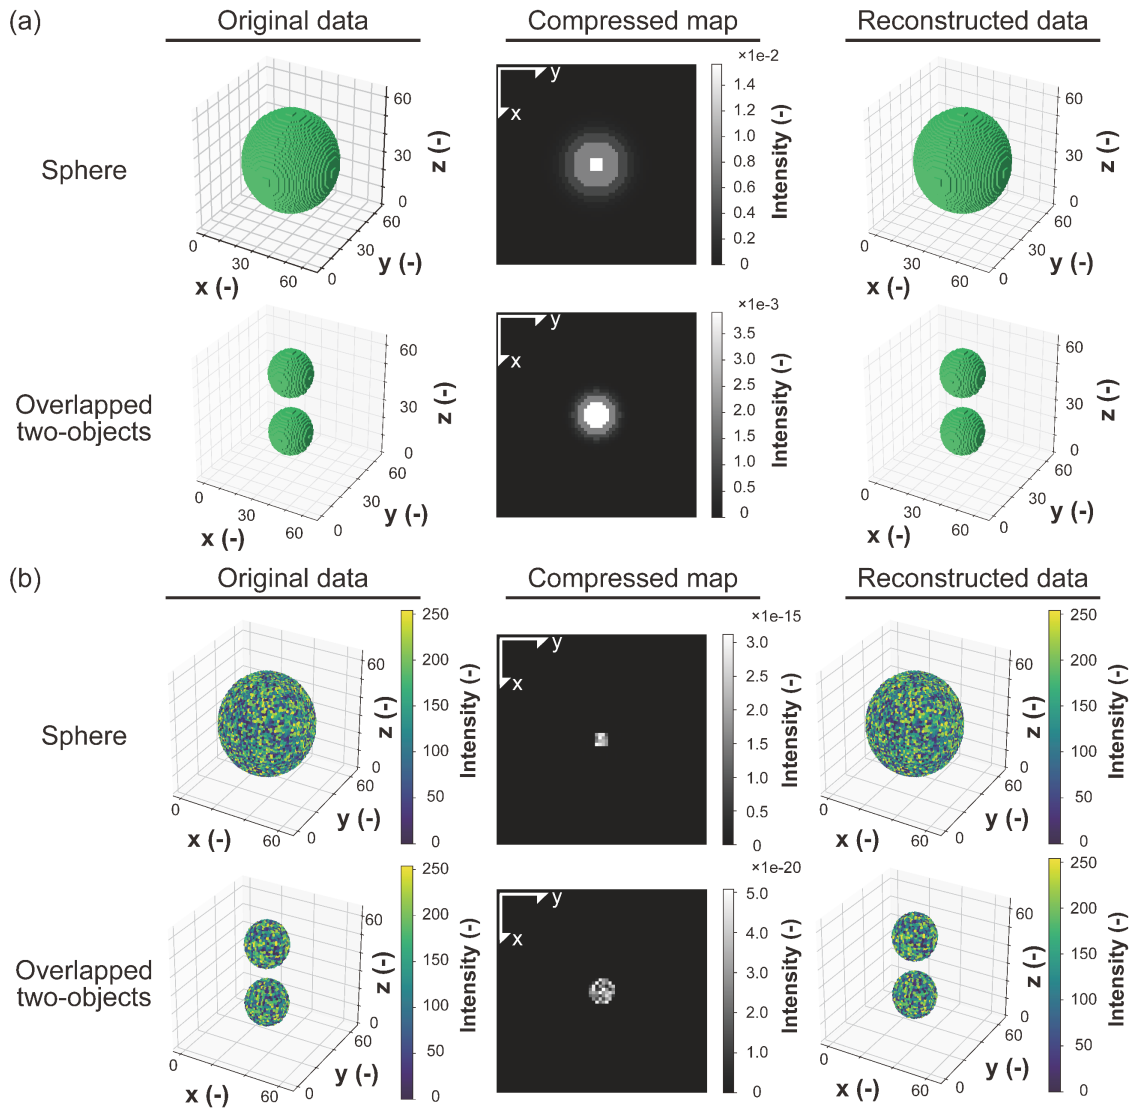 (a) Original data Compressed map Reconstructed data
Sphere
60
30
0
z (-)
60
30
0
y (-)
0
30
60
x (-)
y
x
×1e-2
1.4
1.2
1.0
0.8
0.6
0.4
0.2
0
Intensity (-)
60
30
0
z (-)
60
30
0
y (-)
0
30
60
x (-)
Overlapped
two-objects
60
30
0
z (-)
60
30
0
y (-)
0
30
60
x (-)
y
x
×1e-3
3.5
3.0
2.5
2.0
1.5
1.0
0.5
0
Intensity (-)
60
30
0
z (-)
60
30
0
y (-)
0
30
60
x (-)
(b) Original data Compressed map Reconstructed data
Sphere
60
0
z (-)
60
0
y (-)
0
60
x (-)
250
200
150
100
50
0
Intensity (-)
y
x
×1e-15
3.0
2.5
2.0
1.5
1.0
0.5
0
Intensity (-)
60
0
z (-)
60
0
y (-)
0
60
x (-)
250
200
150
100
50
0
Intensity (-)
Overlapped
two-objects
60
0
z (-)
60
0
y (-)
0
60
x (-)
250
200
150
100
50
0
Intensity (-)
y
x
×1e-20
5.0
4.0
3.0
2.0
1.0
0
Intensity (-)
60
0
z (-)
60
0
y (-)
0
60
x (-)
250
200
150
100
50
0
Intensity (-)